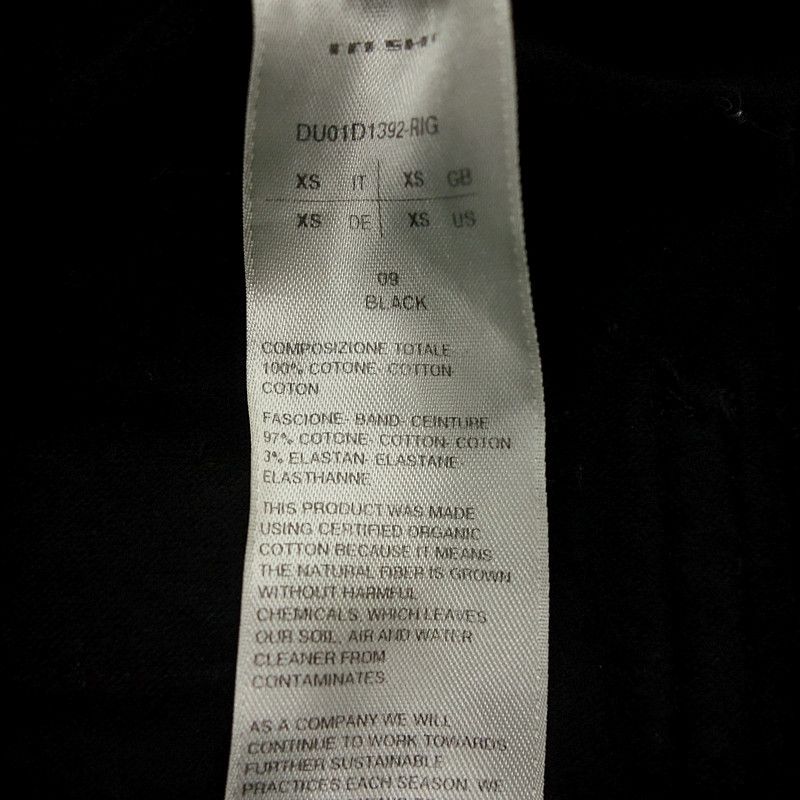 DU01D1392-RIG
XS IT XS GB
XS DE XS US
09
BLACK
COMPOSIZIONE TOTALE
100% COTONE- COTTON
COTON
FASCIONE- BAND- CEINTURE
97% COTONE- COTTON- COTON
3% ELASTAN- ELASTANE-
ELASTHANNE
THIS PRODUCT WAS MADE
USING CERTIFIED ORGANIC
COTTON BECAUSE IT MEANS
THE NATURAL FIBER IS GROWN
WITHOUT HARMFUL
CHEMICALS, WHICH LEAVES
OUR SOIL, AIR AND WATER
CLEANER FROM
CONTAMINATES
AS A COMPANY WE WILL
CONTINUE TO WORK TOWARDS
FURTHER SUSTAINABLE
PRACTICES EACH SEASON. WE